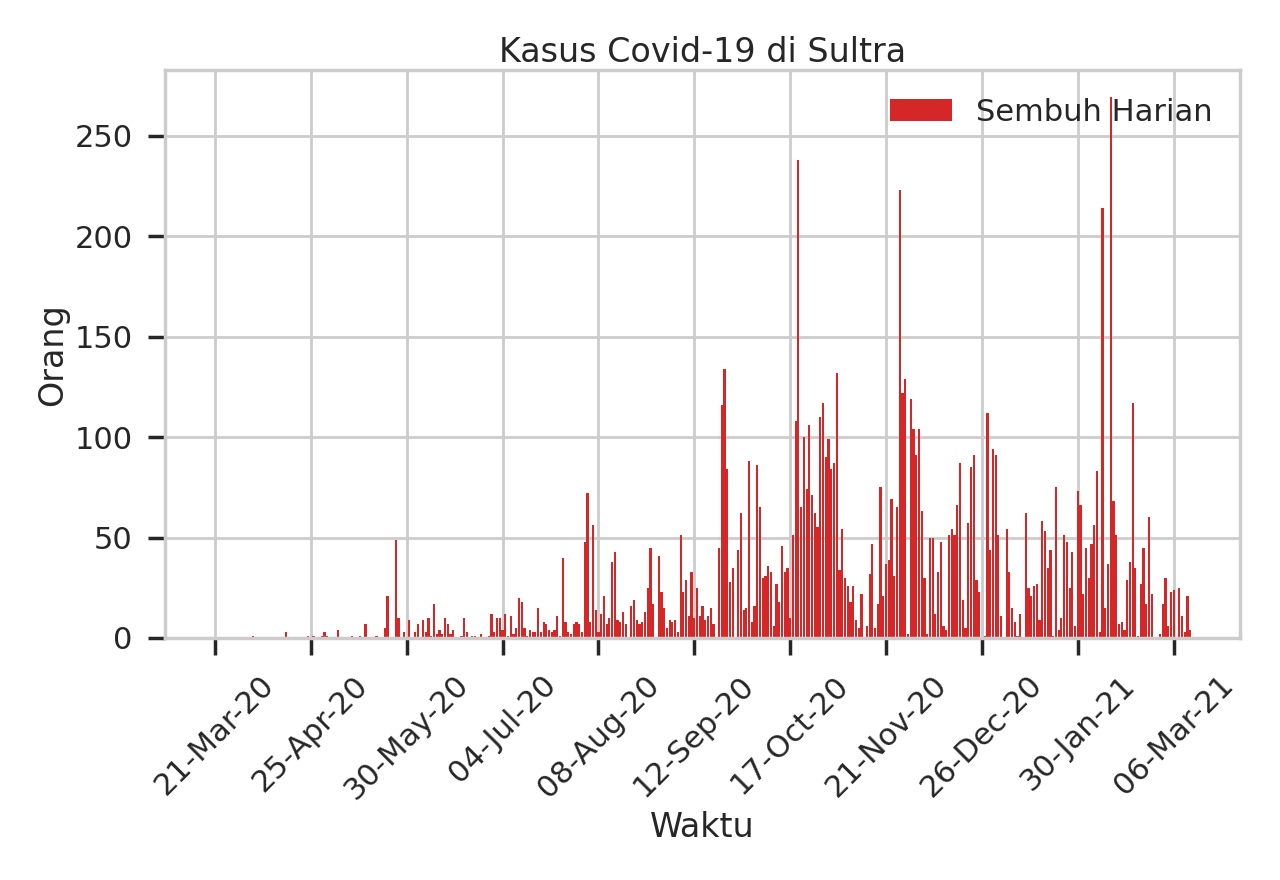 Kasus Covid-19 di Sultra
Sembuh Harian
Orang
250
200
150
100
50
0
21-Mar-20
25-Apr-20
30-May-20
04-Jul-20
08-Aug-20
12-Sep-20
17-Oct-20
21-Nov-20
26-Dec-20
30-Jan-21
06-Mar-21
Waktu